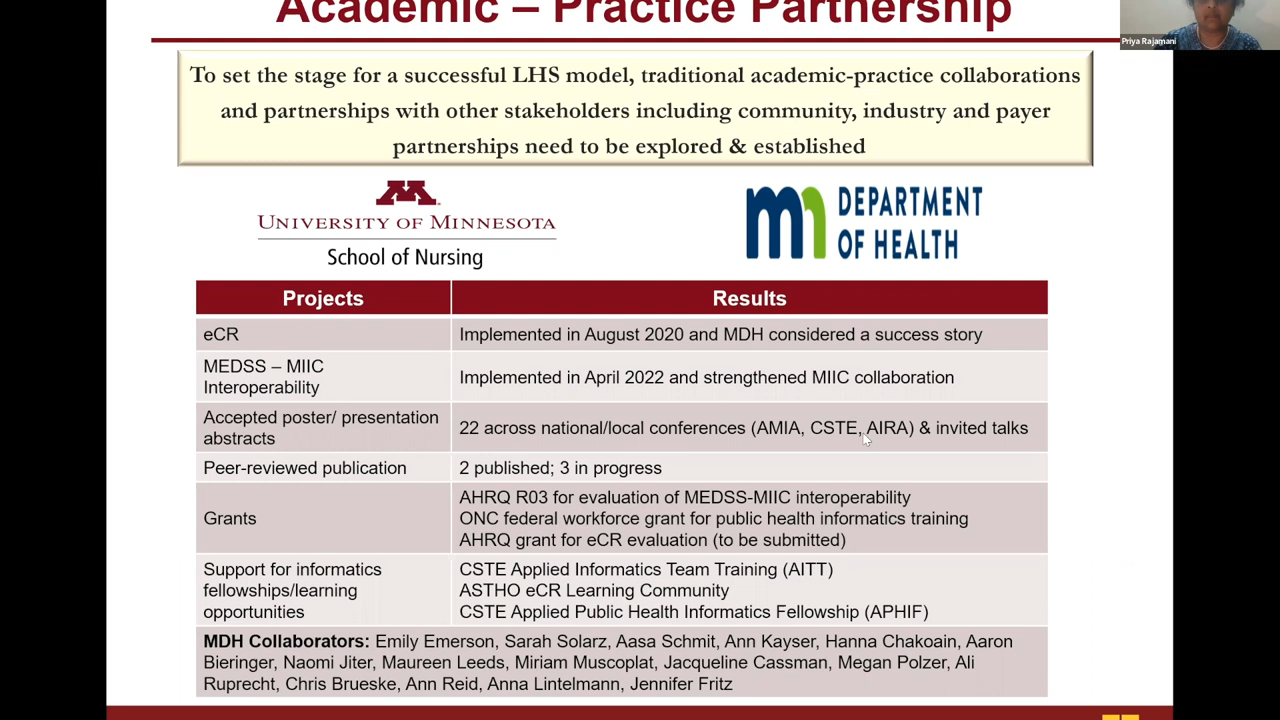 Academic – Practice Partnership
Priya Rajamani
To set the stage for a successful LHS model, traditional academic-practice collaborations
and partnerships with other stakeholders including community, industry and payer
partnerships need to be explored & established
M
UNIVERSITY OF MINNESOTA
School of Nursing
mn DEPARTMENT
OF HEALTH
Projects Results
eCR Implemented in August 2020 and MDH considered a success story
MEDSS – MIIC
Interoperability
Implemented in April 2022 and strengthened MIIC collaboration
Accepted poster/ presentation
abstracts
22 across national/local conferences (AMIA, CSTE, AIRA) & invited talks
Peer-reviewed publication 2 published; 3 in progress
Grants
AHRQ R03 for evaluation of MEDSS-MIIC interoperability
ONC federal workforce grant for public health informatics training
AHRQ grant for eCR evaluation (to be submitted)
Support for informatics
fellowships/learning
opportunities
CSTE Applied Informatics Team Training (AITT)
ASTHO eCR Learning Community
CSTE Applied Public Health Informatics Fellowship (APHIF)
MDH Collaborators: Emily Emerson, Sarah Solarz, Aasa Schmit, Ann Kayser, Hanna Chakoain, Aaron
Bieringer, Naomi Jiter, Maureen Leeds, Miriam Muscoplat, Jacqueline Cassman, Megan Polzer, Ali
Ruprecht, Chris Brueske, Ann Reid, Anna Lintelmann, Jennifer Fritz